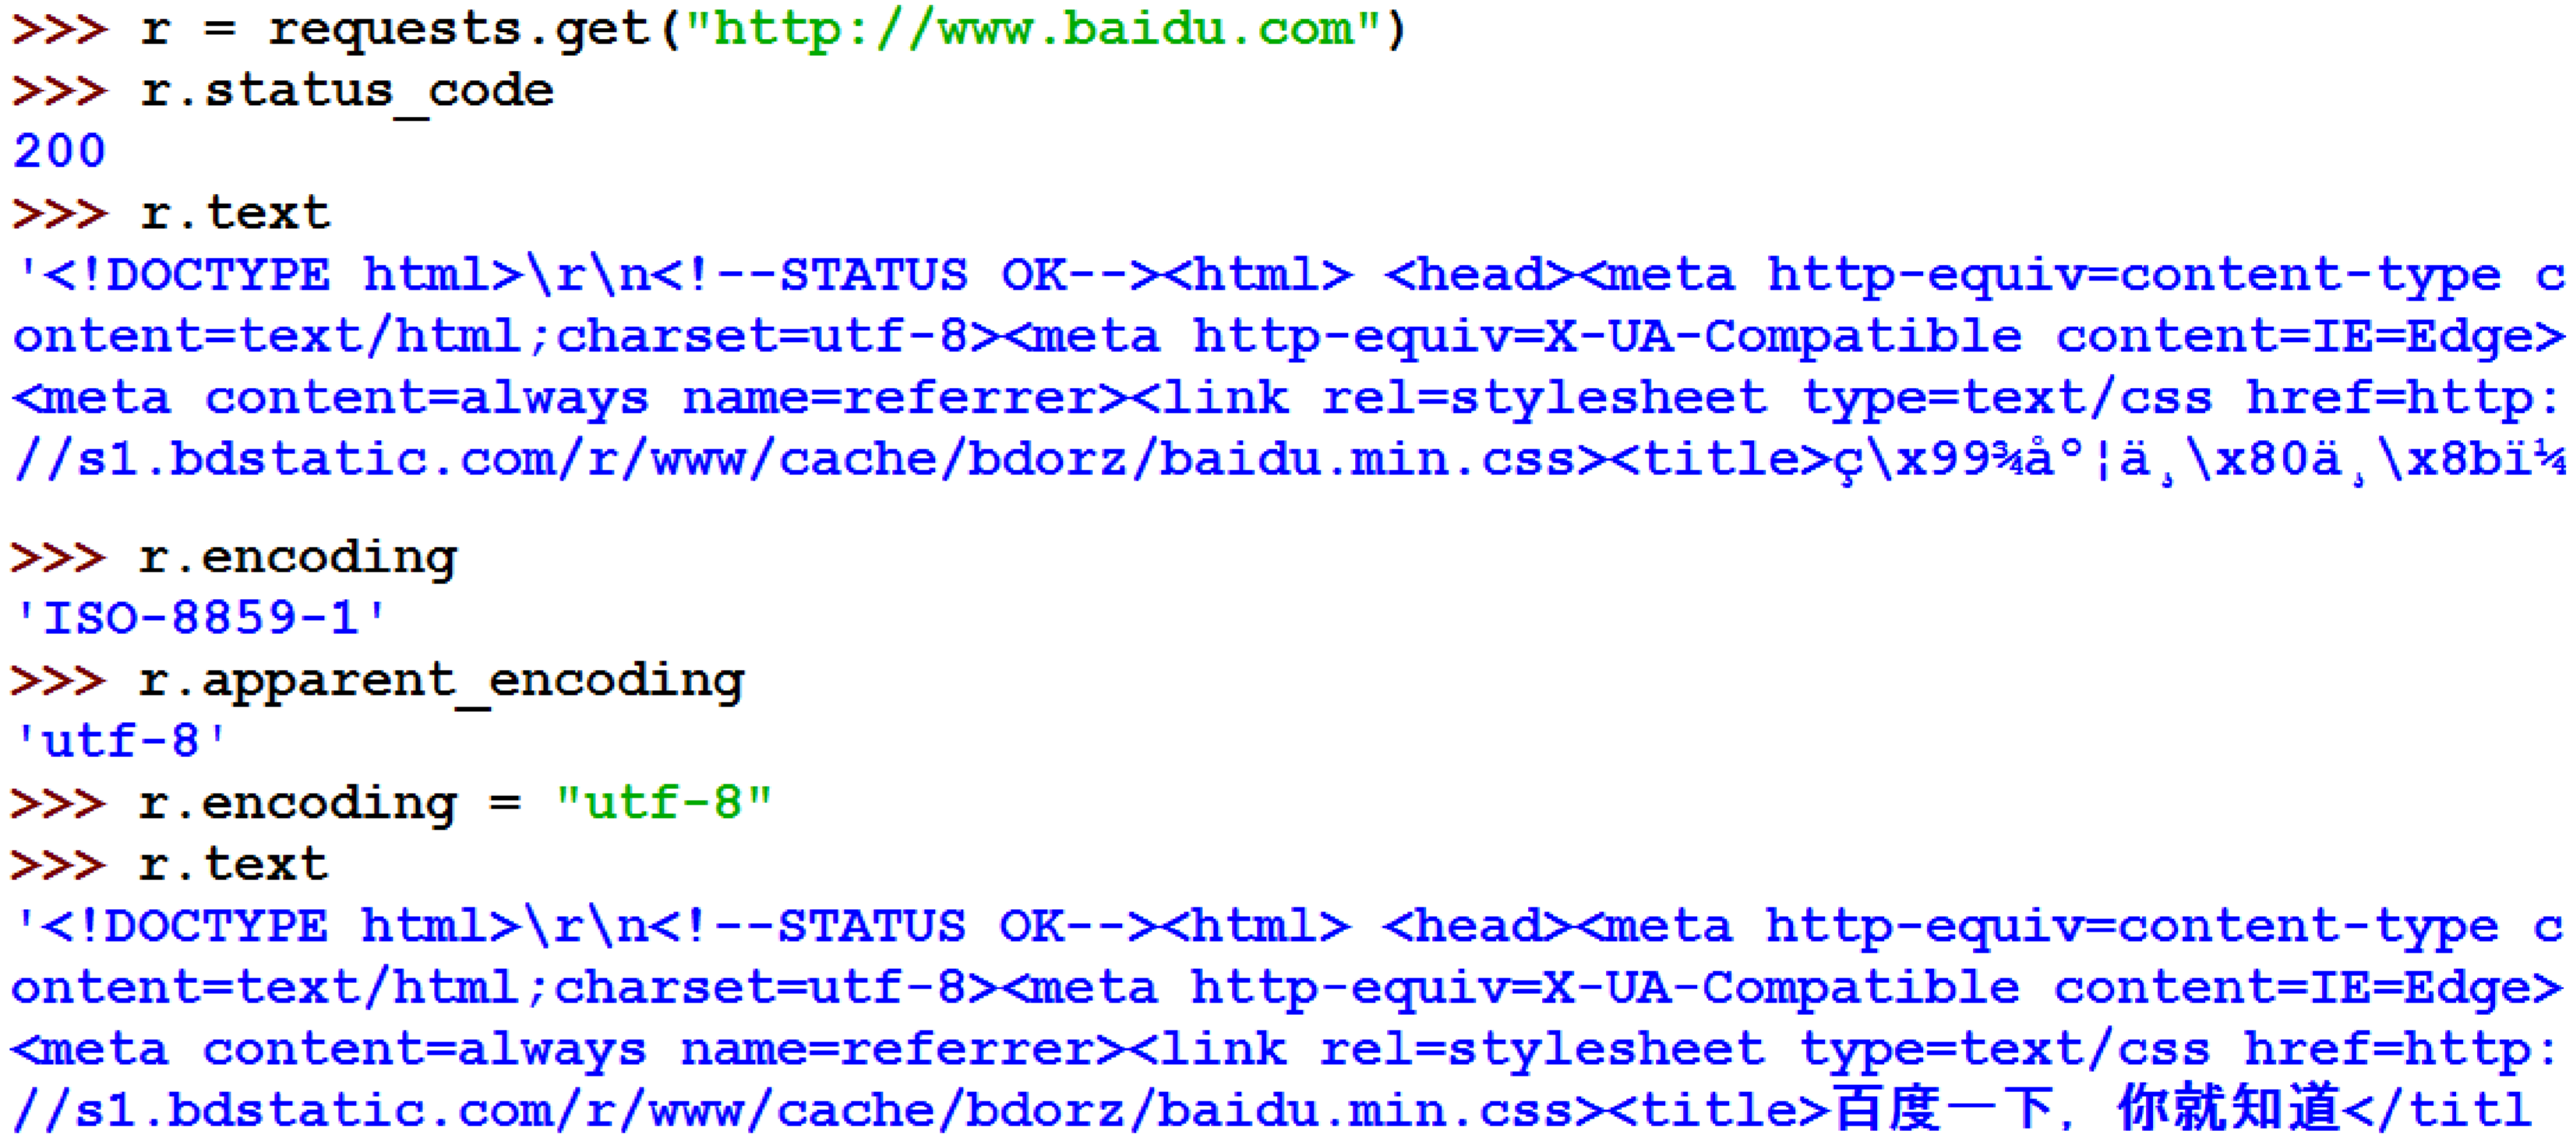 >>> r = requests.get("http://www.baidu.com")
>>> r.status_code
200
>>> r.text
'<!DOCTYPE html>\r\n<!--STATUS OK--><html> <head><meta http-equiv=content-type c
ontent=text/html;charset=utf-8><meta http-equiv=X-UA-Compatible content=IE=Edge>
<meta content=always name=referrer><link rel=stylesheet type=text/css href=http:
//s1.bdstatic.com/r/www/cache/bdorz/baidu.min.css><title>ç\x99¾åº¦ä¸\x80ä¸\x8bï¼
>>> r.encoding
'ISO-8859-1'
>>> r.apparent_encoding
'utf-8'
>>> r.encoding = "utf-8"
>>> r.text
'<!DOCTYPE html>\r\n<!--STATUS OK--><html> <head><meta http-equiv=content-type c
ontent=text/html;charset=utf-8><meta http-equiv=X-UA-Compatible content=IE=Edge>
<meta content=always name=referrer><link rel=stylesheet type=text/css href=http:
//s1.bdstatic.com/r/www/cache/bdorz/baidu.min.css><title>百度一下，你就知道</titl